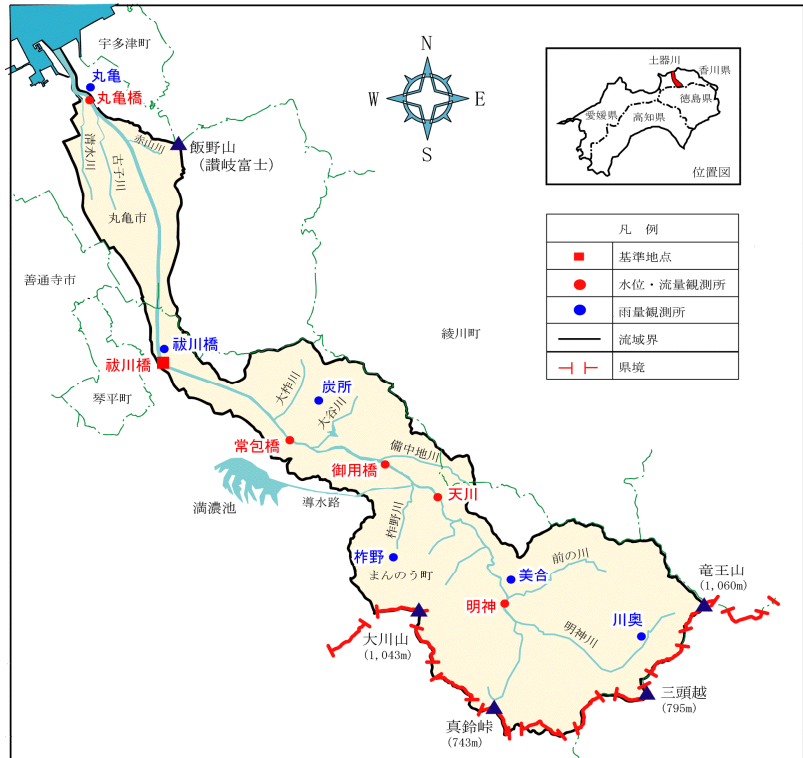 宇多津町
丸亀
丸亀橋
清水川
古子川
赤山川
飯野山
(讃岐富士)
丸亀市
N
W
E
S
土器川
香川県
徳島県
愛媛県
高知県
位置図
凡 例
基準地点
水位・流量観測所
雨量観測所
流域界
県境
善通寺市
綾川町
祓川橋
祓川橋
琴平町
大柞川
炭所
大谷川
常包橋
備中地川
御用橋
天川
満濃池
導水路
柞野川
柞野
まんのう町
前の川
美合
明神
竜王山
(1,060m)
川奥
明神川
大川山
(1,043m)
三頭越
(795m)
真鈴峠
(743m)